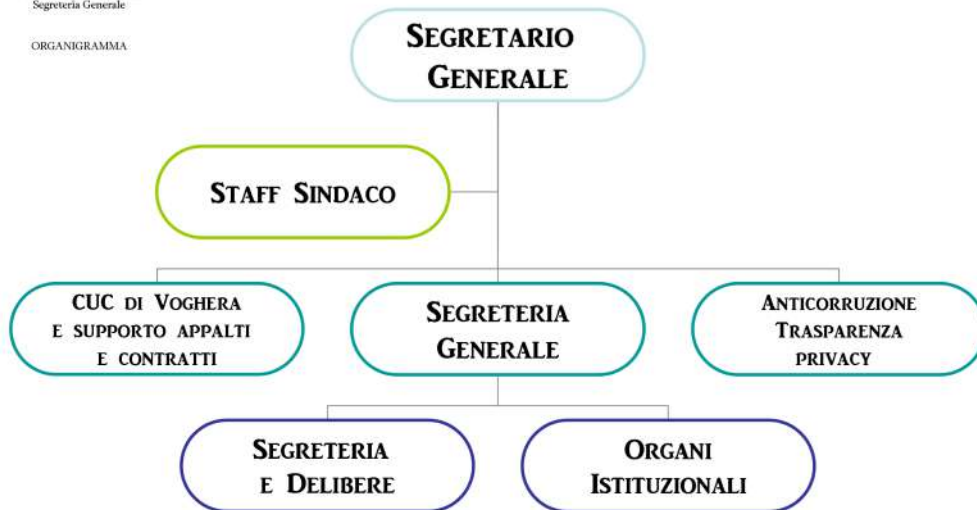 Segreteria Generale
ORGANIGRAMMA
SEGRETARIO
GENERALE
STAFF SINDACO
CUC DI VOGHERA
E SUPPORTO APPALTI
E CONTRATTI
SEGRETERIA
GENERALE
ANTICORRUZIONE
TRASPARENZA
PRIVACY
SEGRETERIA
E DELIBERE
ORGANI
ISTITUZIONALI